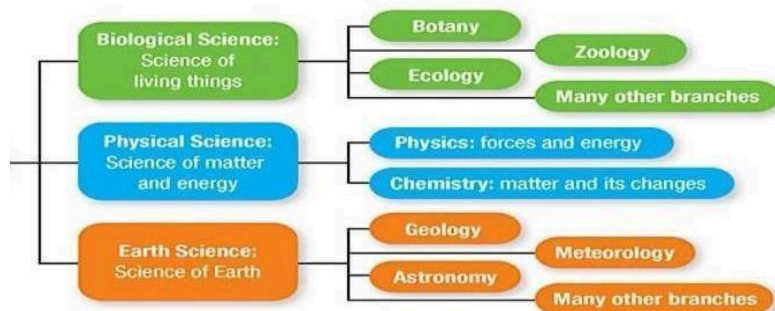 Biological Science:
Science of
living things
Botany
Zoology
Ecology
Many other branches
Physical Science:
Science of matter
and energy
Physics: forces and energy
Chemistry: matter and its changes
Earth Science:
Science of Earth
Geology
Meteorology
Astronomy
Many other branches